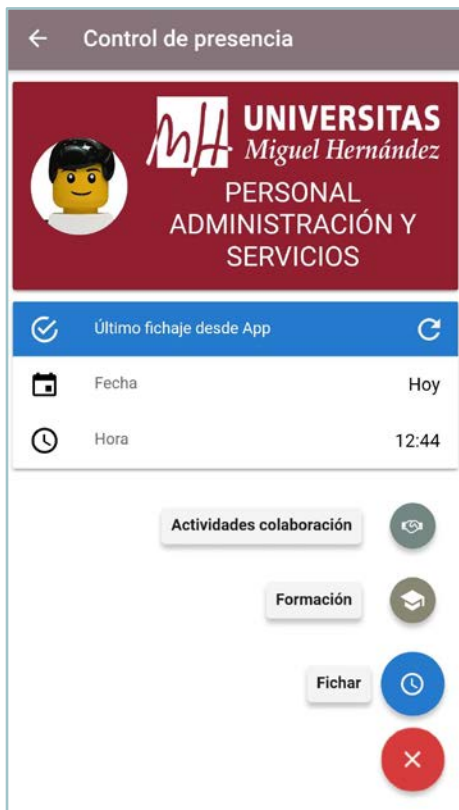 Control de presencia
UNIVERSITAS
Miguel Hernández
PERSONAL
ADMINISTRACIÓN Y
SERVICIOS
Último fichaje desde App
Fecha Hoy
Hora 12:44
Actividades colaboración
Formación
Fichar